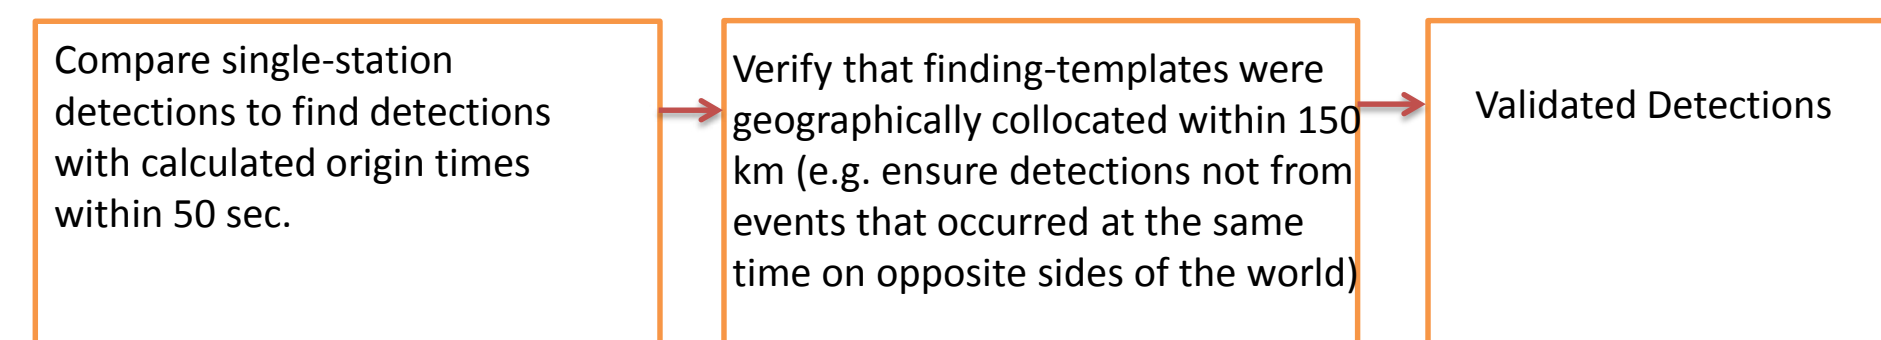 Compare single-station
detections to find detections
with calculated origin times
within 50 sec.
Verify that finding-templates were
geographically collocated within 150
km (e.g. ensure detections not from
events that occurred at the same
time on opposite sides of the world)
Validated Detections